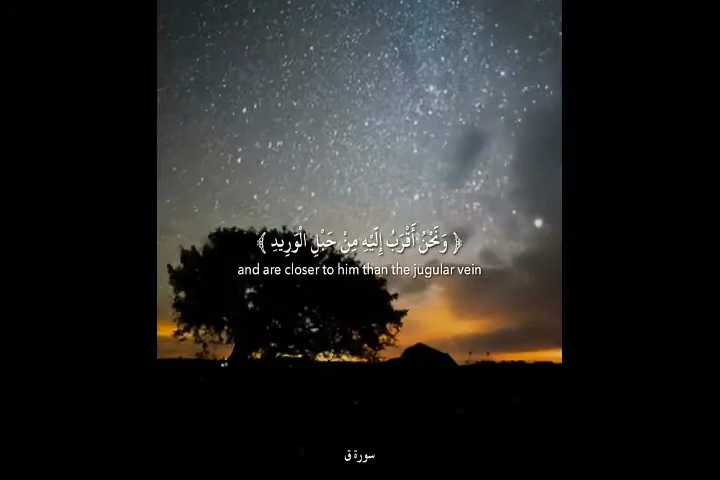 ﴿ وَنَحْنُ أَقْرَبُ إِلَيْهِ مِنْ حَبْلِ الْوَرِيدِ ﴾
and are closer to him than the jugular vein
سورة ق